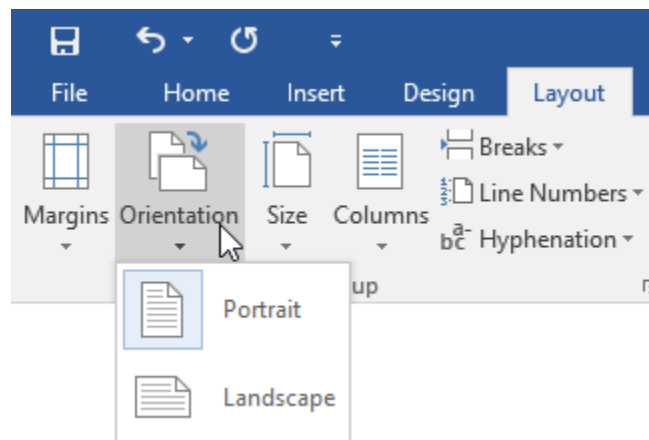 File Home Insert Design Layout
Breaks
Line Numbers
Margins Orientation Size Columns
Hyphenation
up
Portrait
Landscape